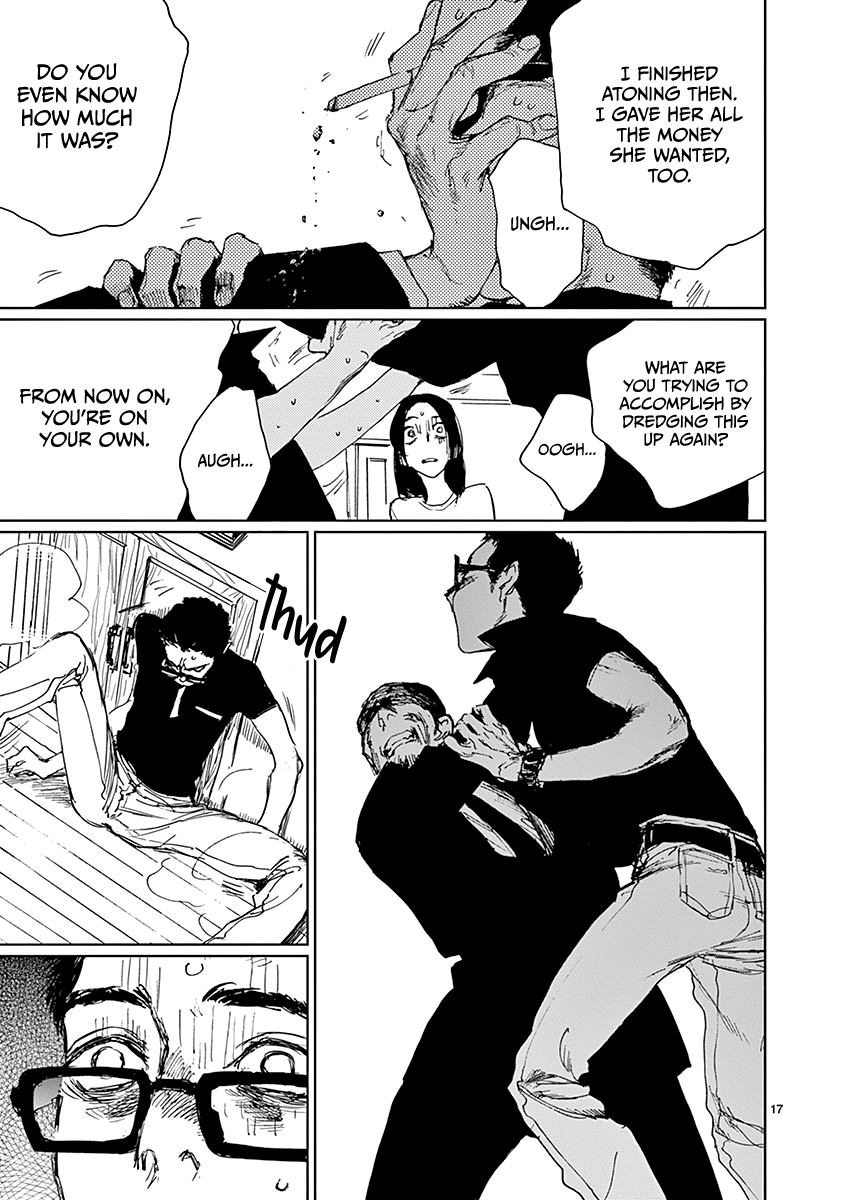 I FINISHED
ATONING THEN.
I GAVE HER ALL
THE MONEY
SHE WANTED,
TOO.
UNGH...
DO YOU
EVEN KNOW
HOW MUCH
IT WAS?
WHAT ARE
YOU TRYING TO
ACCOMPLISH BY
DREDGING THIS
UP AGAIN?
OOGH...
AUGH...
FROM NOW ON,
YOU'RE ON
YOUR OWN.
thud
17